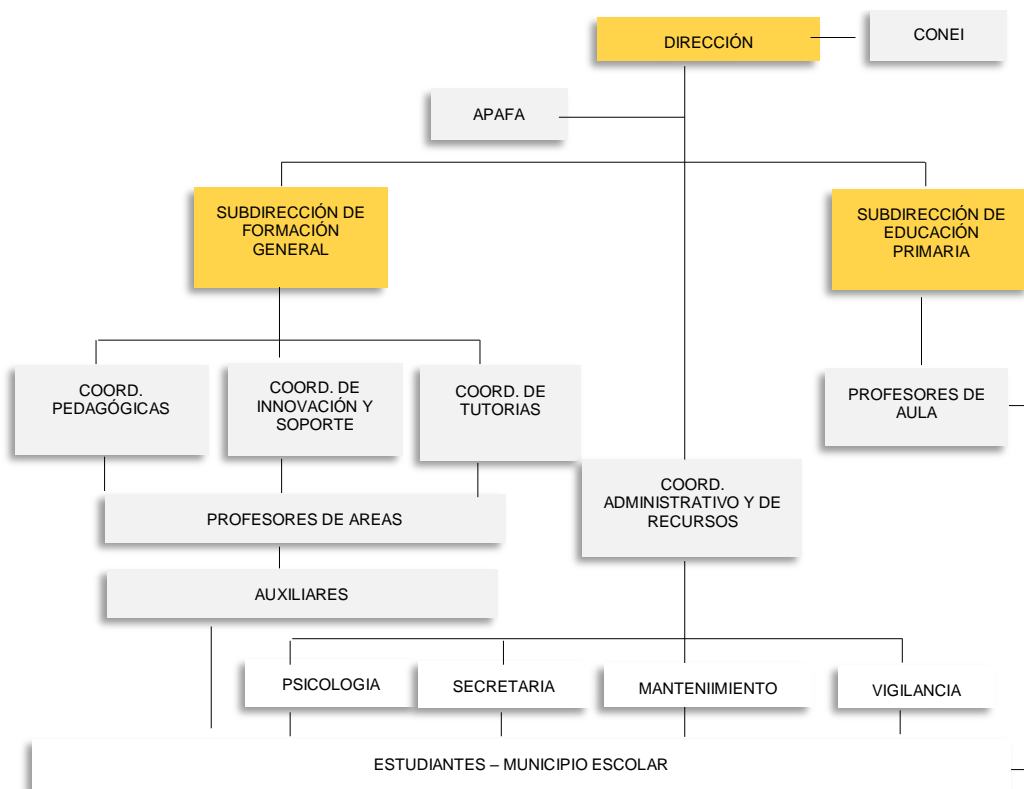 DIRECCIÓN
CONEI
APAFA
SUBDIRECCIÓN DE
FORMACIÓN
GENERAL
SUBDIRECCIÓN DE
EDUCACIÓN
PRIMARIA
COORD.
PEDAGÓGICAS
COORD. DE
INNOVACIÓN Y
SOPORTE
COORD. DE
TUTORIAS
PROFESORES DE
AULA
COORD.
ADMINISTRATIVO Y DE
RECURSOS
PROFESORES DE AREAS
AUXILIARES
PSICOLOGIA
SECRETARIA
MANTENIIMIENTO
VIGILANCIA
ESTUDIANTES – MUNICIPIO ESCOLAR